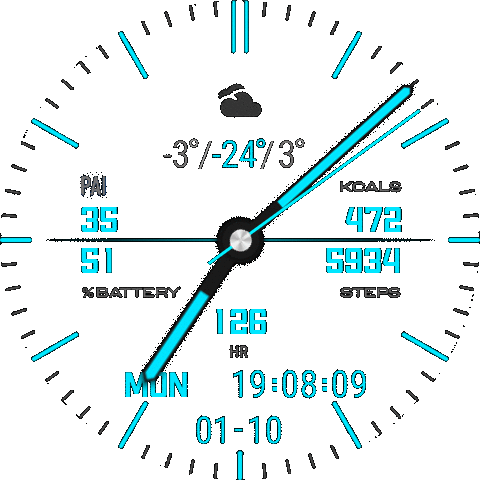 -3°/-24°/3°
PAI KCALS
35 472
51 5934
%BATTERY STEPS
126
HR
MON 19:08:09
01-10